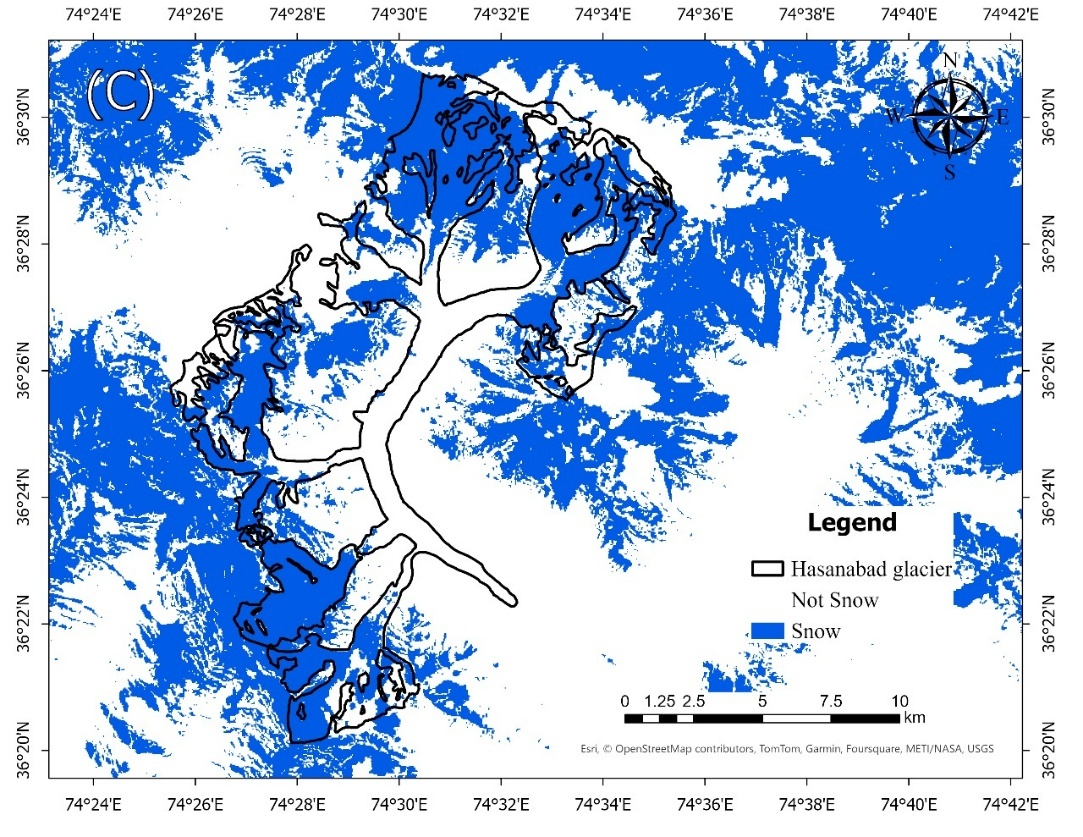 74°24'E 74°26'E 74°28'E 74°30'E 74°32'E 74°34'E 74°36'E 74°38'E 74°40'E 74°42'E
(C)
N
W E
S
36°30'N 36°30'N
36°28'N 36°28'N
36°26'N 36°26'N
36°24'N 36°24'N
Legend
Hasanabad glacier
Not Snow
36°22'N 36°22'N
Snow
0 1.25 2.5 5 7.5 10
km
Esri, © OpenStreetMap contributors, TomTom, Garmin, Foursquare, METI/NASA, USGS
36°20'N 36°20'N
74°24'E 74°26'E 74°28'E 74°30'E 74°32'E 74°34'E 74°36'E 74°38'E 74°40'E 74°42'E